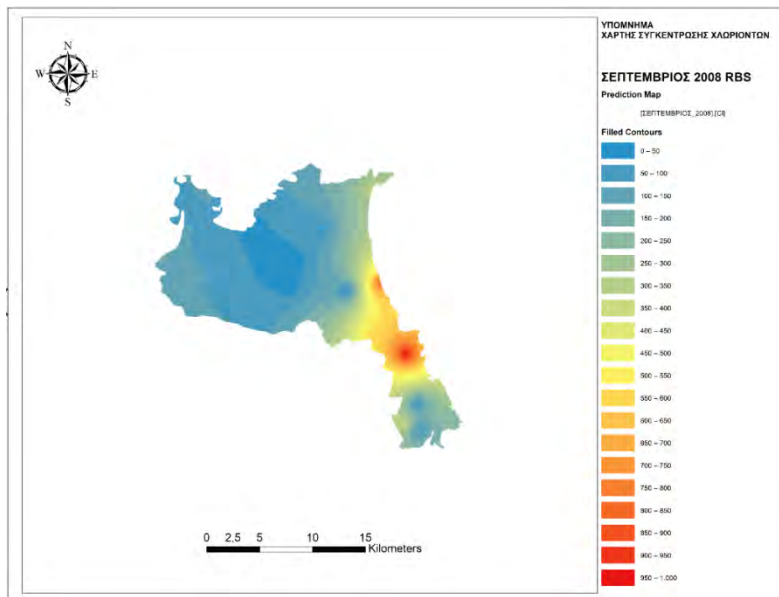 ΥΠΟΜΝΗΜΑ
ΧΑΡΤΗΣ ΣΥΓΚΕΝΤΡΩΣΗΣ ΧΛΩΡΙΟΝΤΩΝ
N
W E
S
ΣΕΠΤΕΜΒΡΙΟΣ 2008 RBS
Prediction Map
[ΣΕΠΤΕΜΒΡΙΟΣ_2008].[Cl]
Filled Contours
0 – 50
50 – 100
100 – 150
150 – 200
200 – 250
250 – 300
300 – 350
350 – 400
400 – 450
450 – 500
500 – 550
550 – 600
600 – 650
650 – 700
700 – 750
750 – 800
800 – 850
850 – 900
900 – 950
950 – 1.000
0 2,5 5 10 15
Kilometers